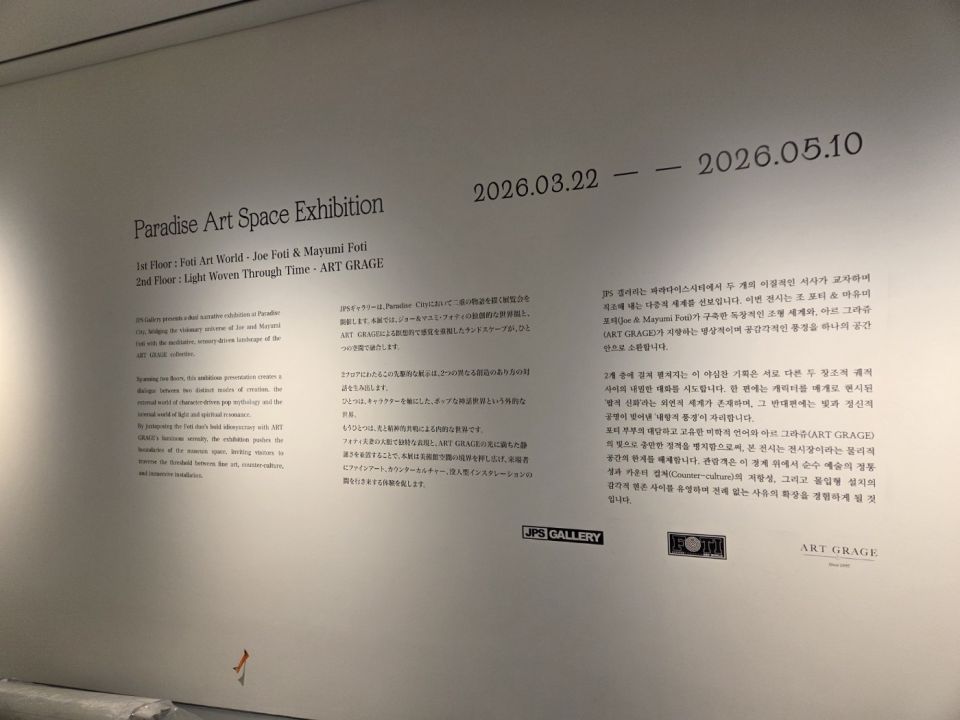 Paradise Art Space Exhibition
2026.03.22 — — 2026.05.10
1st Floor : Foti Art World - Joe Foti & Mayumi Foti
2nd Floor : Light Woven Through Time - ART GRAGE
JPS Gallery presents a dual narrative exhibition at Paradise
City, bridging the visionary universe of Joe and Mayumi
Foti with the meditative, sensory-driven landscape of the
ART GRAGE collective.
Spanning two floors, this ambitious presentation creates a
dialogue between two distinct modes of creation, the
external world of character-driven pop mythology and the
internal world of light and spiritual resonance.
By juxtaposing the Foti duo's bold idiosyncrasy with ART
GRAGE's luminous serenity, the exhibition pushes the
boundaries of the museum space, inviting visitors to
traverse the threshold between fine art, counter-culture,
and immersive installation.
JPSギャラリーは、Paradise Cityにおいて二重の物語を描く展覧会を
開催します。本展では、ジョー&マユミ・フォティの独創的な世界観と、
ART GRAGEによる瞑想的で感覚を重視したランドスケープが、ひと
つの空間で融合します。
2フロアにわたるこの先駆的な展示は、2つの異なる創造のあり方の対
話を生み出します。
ひとつは、キャラクターを軸にした、ポップな神話世界という外的な
世界。
もうひとつは、光と精神的共鳴による内的な世界です。
フォティ夫妻の大胆で独特な表現と、ART GRAGEの光に満ちた静
謐さを並置することで、本展は美術館空間の境界を押し広げ、来場者
にファインアート、カウンターカルチャー、没入型インスタレーションの
間を行き来する体験を促します。
JPS 갤러리는 파라다이스시티에서 두 개의 이질적인 서사가 교차하며
직조해 내는 다층적 세계를 선보입니다. 이번 전시는 조 포티 & 마유미
포티(Joe & Mayumi Foti)가 구축한 독창적인 조형 세계와, 아르 그라쥬
(ART GRAGE)가 지향하는 명상적이며 공감각적인 풍경을 하나의 공간
안으로 소환합니다.
2개 층에 걸쳐 펼쳐지는 이 야심찬 기획은 서로 다른 두 창조적 궤적
사이의 내밀한 대화를 시도합니다. 한 편에는 캐릭터를 매개로 현시된
'팝적 신화'라는 외연적 세계가 존재하며, 그 반대편에는 빛과 정신적
공명이 빚어낸 '내향적 풍경'이 자리합니다.
포티 부부의 대담하고 고유한 미학적 언어와 아르 그라쥬(ART GRAGE)
의 빛으로 충만한 정적을 병치함으로써, 본 전시는 전시장이라는 물리적
공간의 한계를 해체합니다. 관람객은 이 경계 위에서 순수 예술의 정통
성과 카운터 컬쳐(Counter-culture)의 저항성, 그리고 몰입형 설치의
감각적 현존 사이를 유영하며 전례 없는 사유의 확장을 경험하게 될 것
입니다.
JPS GALLERY
FOTI
ART GRAGE